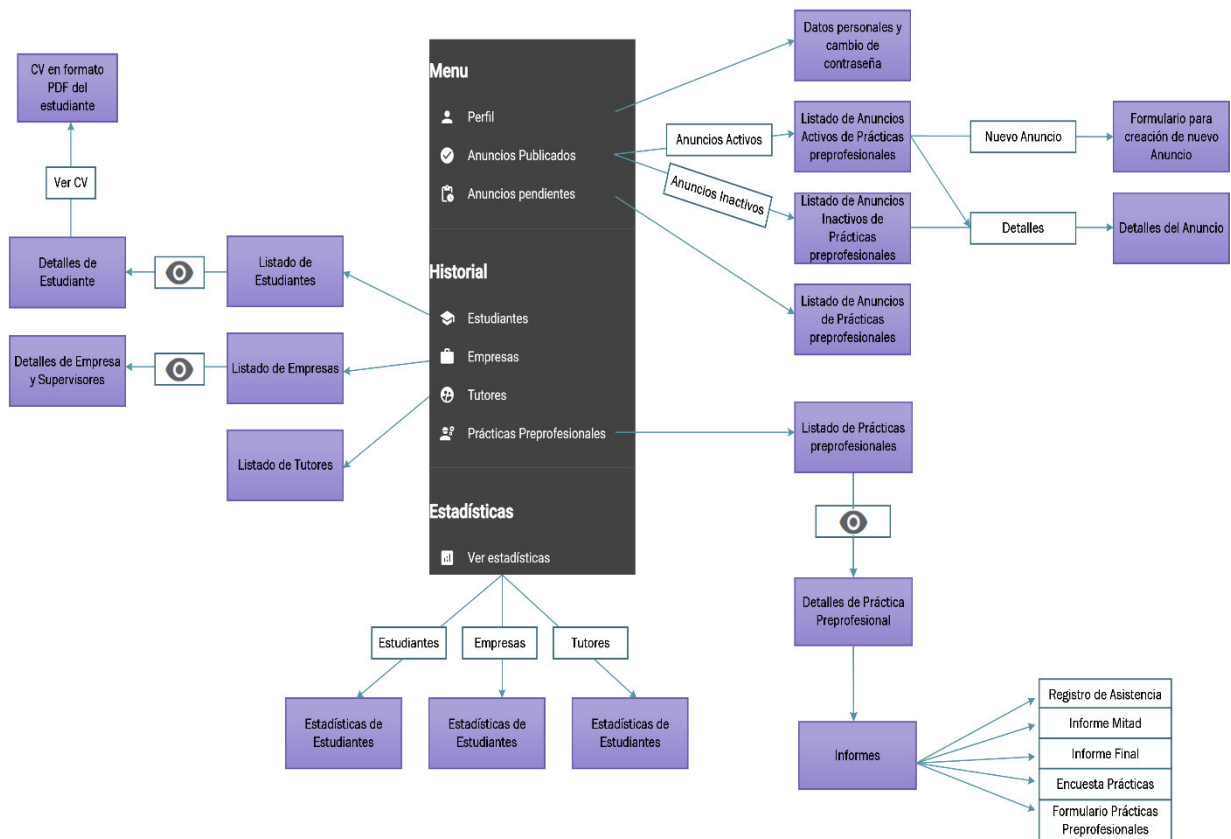 Menu
Perfil
Anuncios Publicados
Anuncios pendientes
Historial
Estudiantes
Empresas
Tutores
Prácticas Preprofesionales
Estadísticas
Ver estadísticas
CV en formato
PDF del
estudiante
Ver CV
Detalles de
Estudiante
Listado de
Estudiantes
Detalles de Empresa
y Supervisores
Listado de Empresas
Listado de Tutores
Datos personales y
cambio de
contraseña
Anuncios Activos
Listado de Anuncios
Activos de Prácticas
preprofesionales
Nuevo Anuncio
Formulario para
creación de nuevo
Anuncio
Anuncios Inactivos
Listado de Anuncios
Inactivos de
Prácticas
preprofesionales
Detalles
Detalles del Anuncio
Listado de Anuncios
de Prácticas
preprofesionales
Listado de Prácticas
preprofesionales
Detalles de Práctica
Preprofesional
Informes
Registro de Asistencia
Informe Mitad
Informe Final
Encuesta Prácticas
Formulario Prácticas
Preprofesionales
Estudiantes
Empresas
Tutores
Estadísticas de
Estudiantes
Estadísticas de
Estudiantes
Estadísticas de
Estudiantes